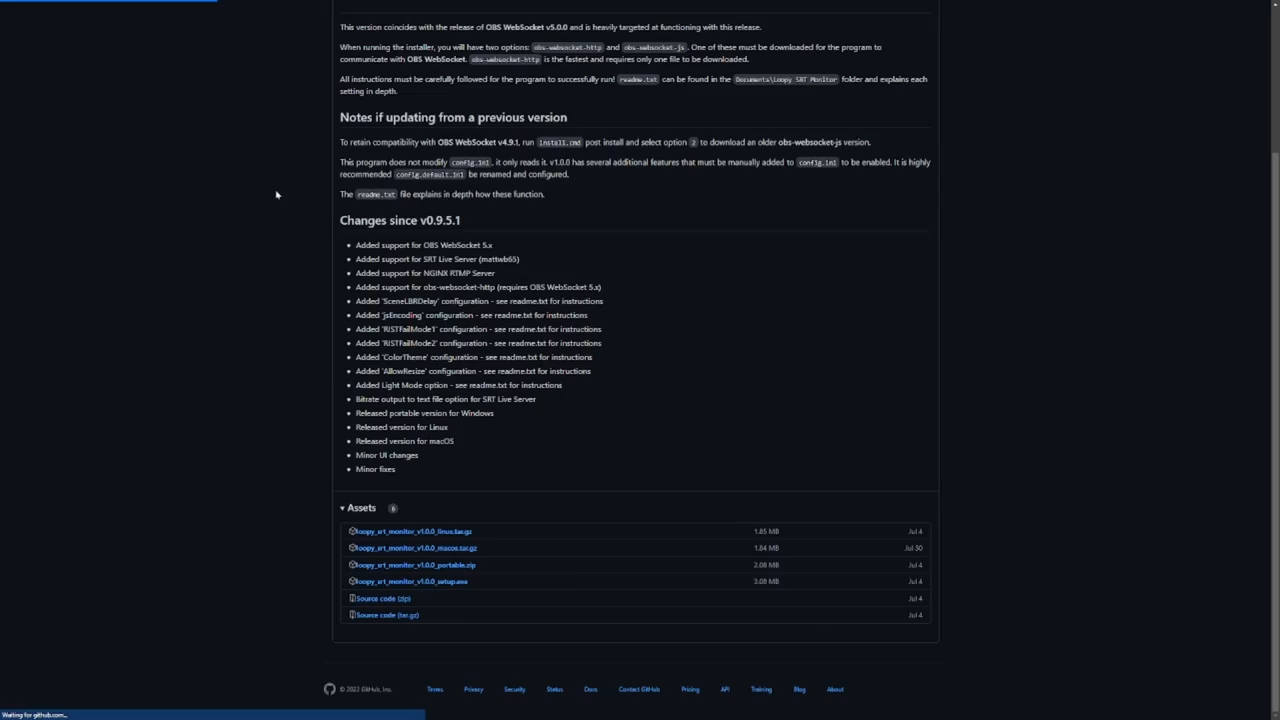 This version coincides with the release of OBS WebSocket v5.0.0 and is heavily targeted at functioning with this release.
When running the installer, you will have two options: obs-websocket-http and obs-websocket-js. One of these must be downloaded for the program to
communicate with OBS WebSocket. obs-websocket-http is the fastest and requires only one file to be downloaded.
All instructions must be carefully followed for the program to successfully run! readme.txt can be found in the Documents\Loopy SRT Monitor folder and explains each
setting in depth.
Notes if updating from a previous version
To retain compatibility with OBS WebSocket v4.9.1, run install.cmd post install and select option 2 to download an older obs-websocket-js version.
This program does not modify config.ini, it only reads it. v1.0.0 has several additional features that must be manually added to config.ini to be enabled. It is highly
recommended config.default.ini be renamed and configured.
The readme.txt file explains in depth how these function.
Changes since v0.9.5.1
• Added support for OBS WebSocket 5.x
• Added support for SRT Live Server (mattwb65)
• Added support for NGINX RTMP Server
• Added support for obs-websocket-http (requires OBS WebSocket 5.x)
• Added 'SceneLBRDelay' configuration - see readme.txt for instructions
• Added 'jsEncoding' configuration - see readme.txt for instructions
• Added 'RISTFailMode1' configuration - see readme.txt for instructions
• Added 'RISTFailMode2' configuration - see readme.txt for instructions
• Added 'ColorTheme' configuration - see readme.txt for instructions
• Added 'AllowResize' configuration - see readme.txt for instructions
• Added Light Mode option - see readme.txt for instructions
• Bitrate output to text file option for SRT Live Server
• Released portable version for Windows
• Released version for Linux
• Released version for macOS
• Minor UI changes
• Minor fixes
Assets 6
loopy_srt_monitor_v1.0.0_linux.tar.gz 1.85 MB Jul 4
loopy_srt_monitor_v1.0.0_macos.tar.gz 1.84 MB Jul 30
loopy_srt_monitor_v1.0.0_portable.zip 2.08 MB Jul 4
loopy_srt_monitor_v1.0.0_setup.exe 3.08 MB Jul 4
Source code (zip) Jul 4
Source code (tar.gz) Jul 4
© 2022 GitHub, Inc. Terms Privacy Security Status Docs Contact GitHub Pricing API Training Blog About
Waiting for github.com...